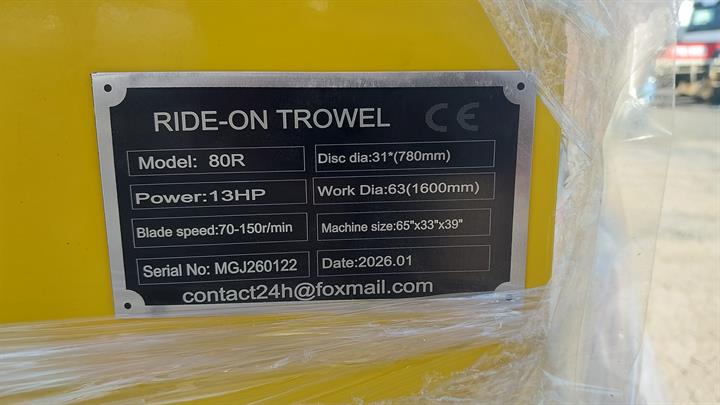 RIDE-ON TROWEL CE
Model: 80R
Disc dia:31*(780mm)
Power:13HP
Work Dia:63(1600mm)
Blade speed:70-150r/min
Machine size:65"x33"x39"
Serial No: MGJ260122
Date:2026.01
contact24h@foxmail.com